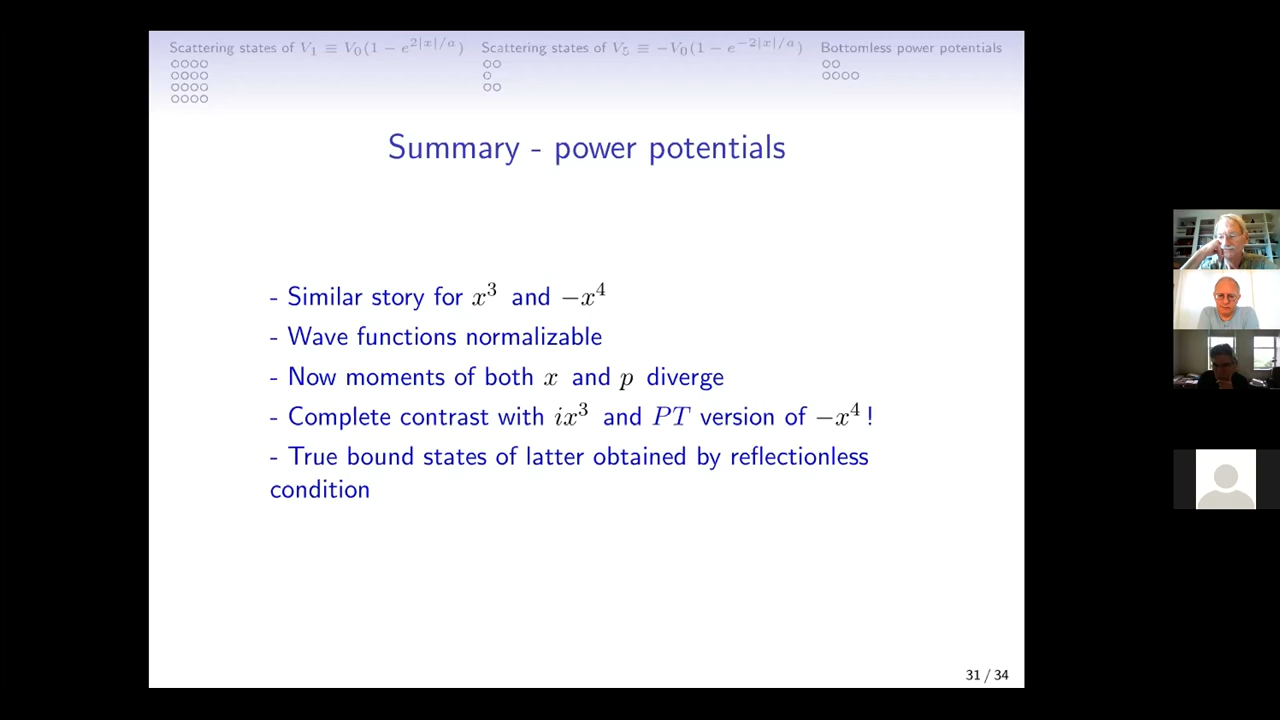 Scattering states of V₁ ≡ V₀(1 − e^{2|x|/a})
Scattering states of V₅ ≡ −V₀(1 − e^{−2|x|/a})
Bottomless power potentials
Summary - power potentials
- Similar story for x³ and −x⁴
- Wave functions normalizable
- Now moments of both x and p diverge
- Complete contrast with ix³ and PT version of −x⁴!
- True bound states of latter obtained by reflectionless
condition
31 / 34